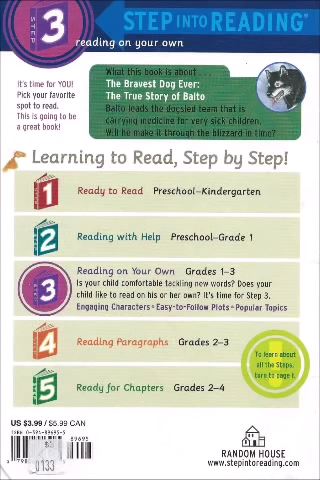 STEP 3
STEP INTO READING®
reading on your own
It's time for YOU!
Pick your favorite
spot to read.
This is going to be
a great book!
What this book is about . . .
The Bravest Dog Ever:
The True Story of Balto
Balto leads the dogsled team that is
carrying medicine for very sick children.
Will he make it through the blizzard in time?
Learning to Read, Step by Step!
1 Ready to Read Preschool–Kindergarten
2 Reading with Help Preschool–Grade 1
3 Reading on Your Own Grades 1–3
Is your child comfortable tackling new words? Does your
child like to read on his or her own? It's time for Step 3.
Engaging Characters • Easy-to-Follow Plots • Popular Topics
4 Reading Paragraphs Grades 2–3
5 Ready for Chapters Grades 2–4
To learn about
all the Steps,
turn to page 1.
US $3.99 / $5.99 CAN
ISBN 0-394-89695-5
89695
0133
RANDOM HOUSE
www.stepintoreading.com